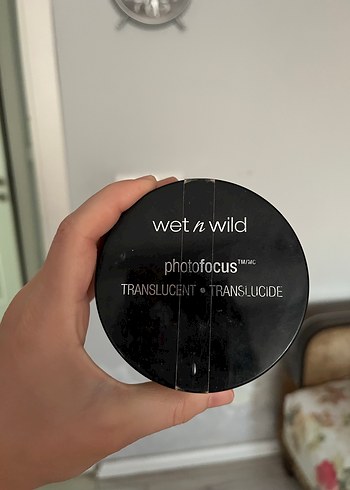 wet n wild
photofocus™/MC
TRANSLUCENT • TRANSLUCIDE